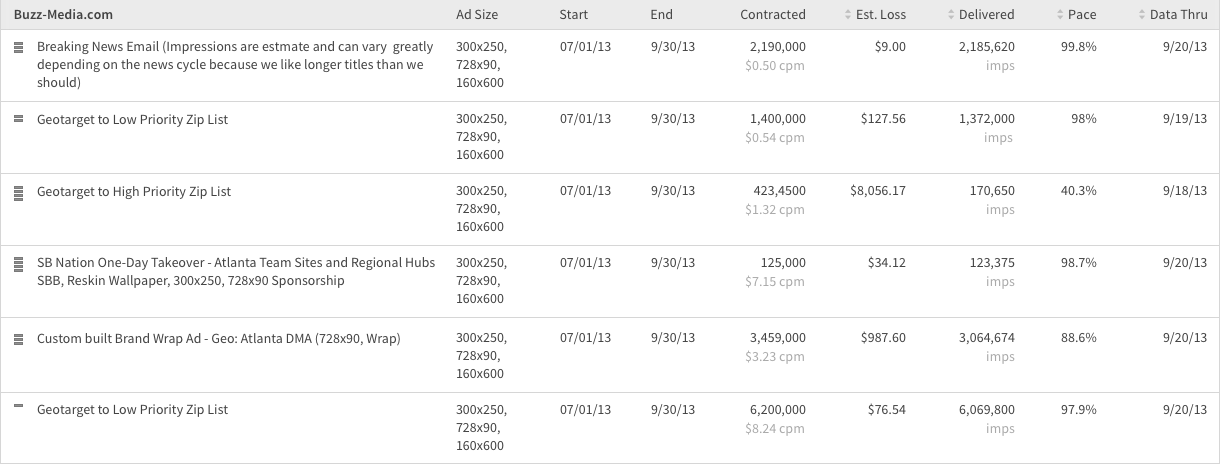 Buzz-Media.com Ad Size Start End Contracted Est. Loss Delivered Pace Data Thru
Breaking News Email (Impressions are estmate and can vary greatly 300x250, 07/01/13 9/30/13 2,190,000 $9.00 2,185,620 99.8% 9/20/13
depending on the news cycle because we like longer titles than we 728x90, $0.50 cpm imps
should) 160x600
Geotarget to Low Priority Zip List 300x250, 07/01/13 9/30/13 1,400,000 $127.56 1,372,000 98% 9/19/13
728x90, $0.54 cpm imps
160x600
Geotarget to High Priority Zip List 300x250, 07/01/13 9/30/13 423,4500 $8,056.17 170,650 40.3% 9/18/13
728x90, $1.32 cpm imps
160x600
SB Nation One-Day Takeover - Atlanta Team Sites and Regional Hubs 300x250, 07/01/13 9/30/13 125,000 $34.12 123,375 98.7% 9/20/13
SBB, Reskin Wallpaper, 300x250, 728x90 Sponsorship 728x90, $7.15 cpm imps
160x600
Custom built Brand Wrap Ad - Geo: Atlanta DMA (728x90, Wrap) 300x250, 07/01/13 9/30/13 3,459,000 $987.60 3,064,674 88.6% 9/20/13
728x90, $3.23 cpm imps
160x600
Geotarget to Low Priority Zip List 300x250, 07/01/13 9/30/13 6,200,000 $76.54 6,069,800 97.9% 9/20/13
728x90, $8.24 cpm imps
160x600